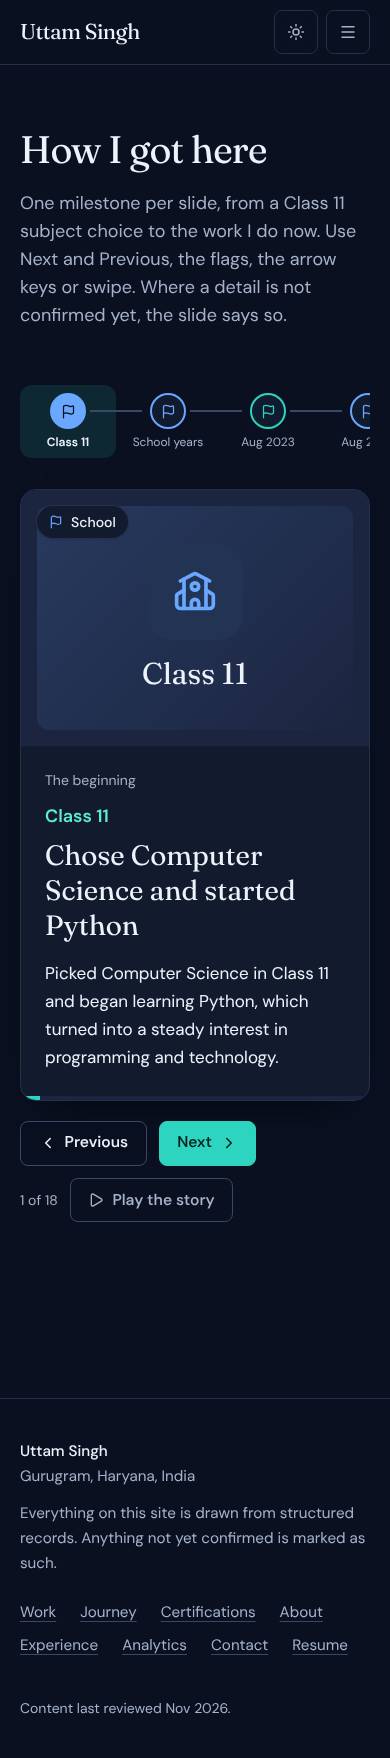 Uttam Singh
How I got here
One milestone per slide, from a Class 11
subject choice to the work I do now. Use
Next and Previous, the flags, the arrow
keys or swipe. Where a detail is not
confirmed yet, the slide says so.
Class 11
School years
Aug 2023
Aug 2
School
Class 11
The beginning
Class 11
Chose Computer
Science and started
Python
Picked Computer Science in Class 11
and began learning Python, which
turned into a steady interest in
programming and technology.
Previous
Next
1 of 18
Play the story
Uttam Singh
Gurugram, Haryana, India
Everything on this site is drawn from structured
records. Anything not yet confirmed is marked as
such.
Work Journey Certifications About
Experience Analytics Contact Resume
Content last reviewed Nov 2026.